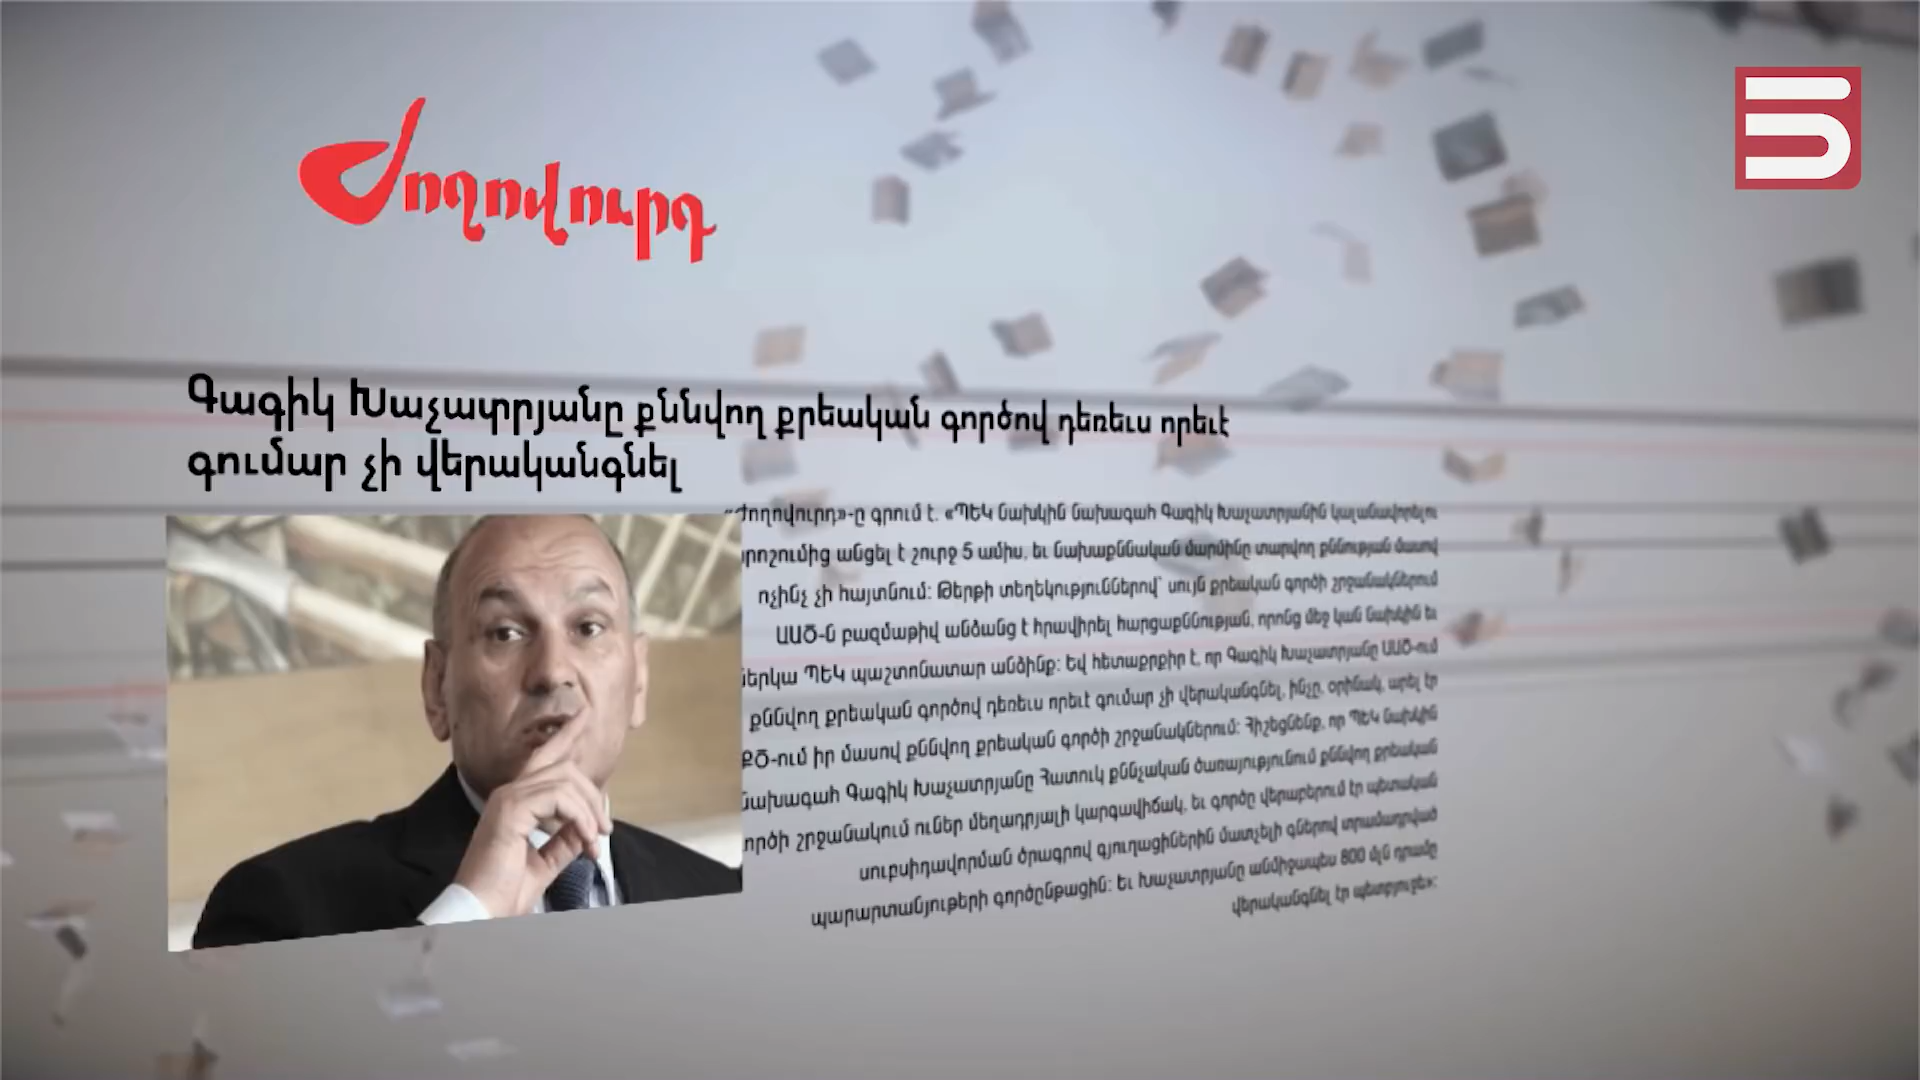 Ժողովուրդ
5
Գագիկ Խաչատրյանը քննվող քրեական գործով դեռեւս որեւէ
գումար չի վերականգնել
«Ժողովուրդ»-ը գրում է. «ՊԵԿ նախկին նախագահ Գագիկ Խաչատրյանին կալանավորելու
որոշումից անցել է շուրջ 5 ամիս, եւ նախաքննական մարմինը տարվող քննության մասով
ոչինչ չի հայտնում: Թերթի տեղեկություններով՝ սույն քրեական գործի շրջանակներում
ԱԱԾ-ն բազմաթիվ անձանց է հրավիրել հարցաքննության, որոնց մեջ կան նախկին եւ
ներկա ՊԵԿ պաշտոնատար անձինք: Եվ հետաքրքիր է, որ Գագիկ Խաչատրյանը ԱԱԾ-ում
քննվող քրեական գործով դեռեւս որեւէ գումար չի վերականգնել, ինչը, օրինակ, արել էր
ՔԾ-ում իր մասով քննվող քրեական գործի շրջանակներում: Հիշեցնենք, որ ՊԵԿ նախկին
նախագահ Գագիկ Խաչատրյանը Հատուկ քննչական ծառայությունում քննվող քրեական
ործի շրջանակում ուներ մեղադրյալի կարգավիճակ, եւ գործը վերաբերում էր պետական
սուբսիդավորման ծրագրով գյուղացիներին մատչելի գներով տրամադրված
պարարտանյութերի գործընթացին: Եւ Խաչատրյանը անմիջապես 800 մլն դրամը
վերականգնել էր պետբյուջե»: